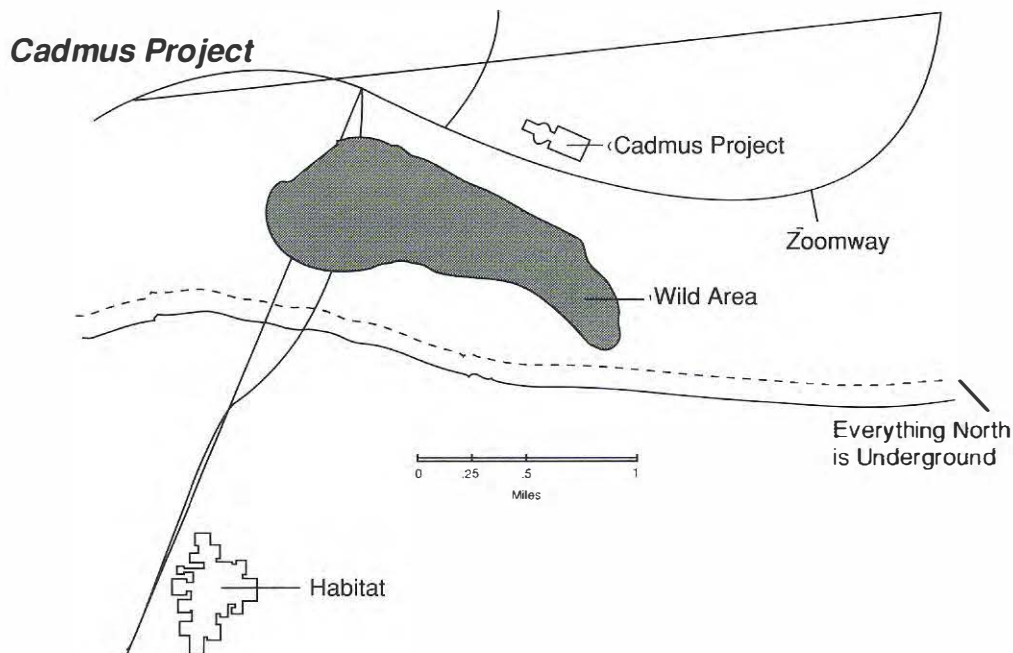 Cadmus Project
Cadmus Project
Zoomway
Wild Area
Everything North
is Underground
0 .25 .5 1
Miles
Habitat